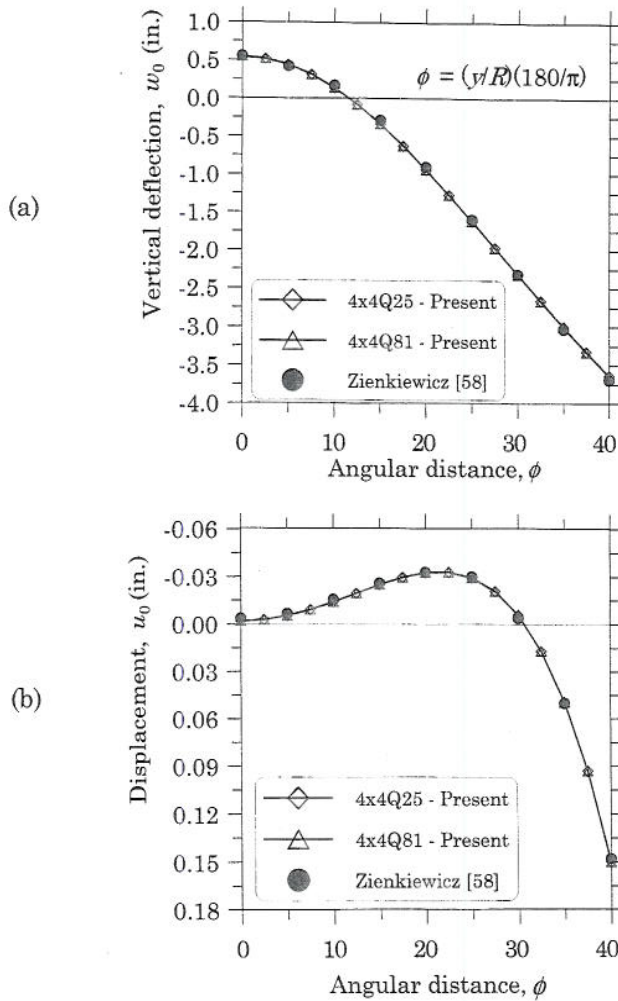 (a)
Vertical deflection, w₀ (in.)
1.0
0.5
0.0
-0.5
-1.0
-1.5
-2.0
-2.5
-3.0
-3.5
-4.0
ϕ = (y/R)(180/π)
4x4Q25 - Present
4x4Q81 - Present
Zienkiewicz [58]
0 10 20 30 40
Angular distance, ϕ
(b)
Displacement, u₀ (in.)
-0.06
-0.03
0.00
0.03
0.06
0.09
0.12
0.15
0.18
4x4Q25 - Present
4x4Q81 - Present
Zienkiewicz [58]
0 10 20 30 40
Angular distance, ϕ